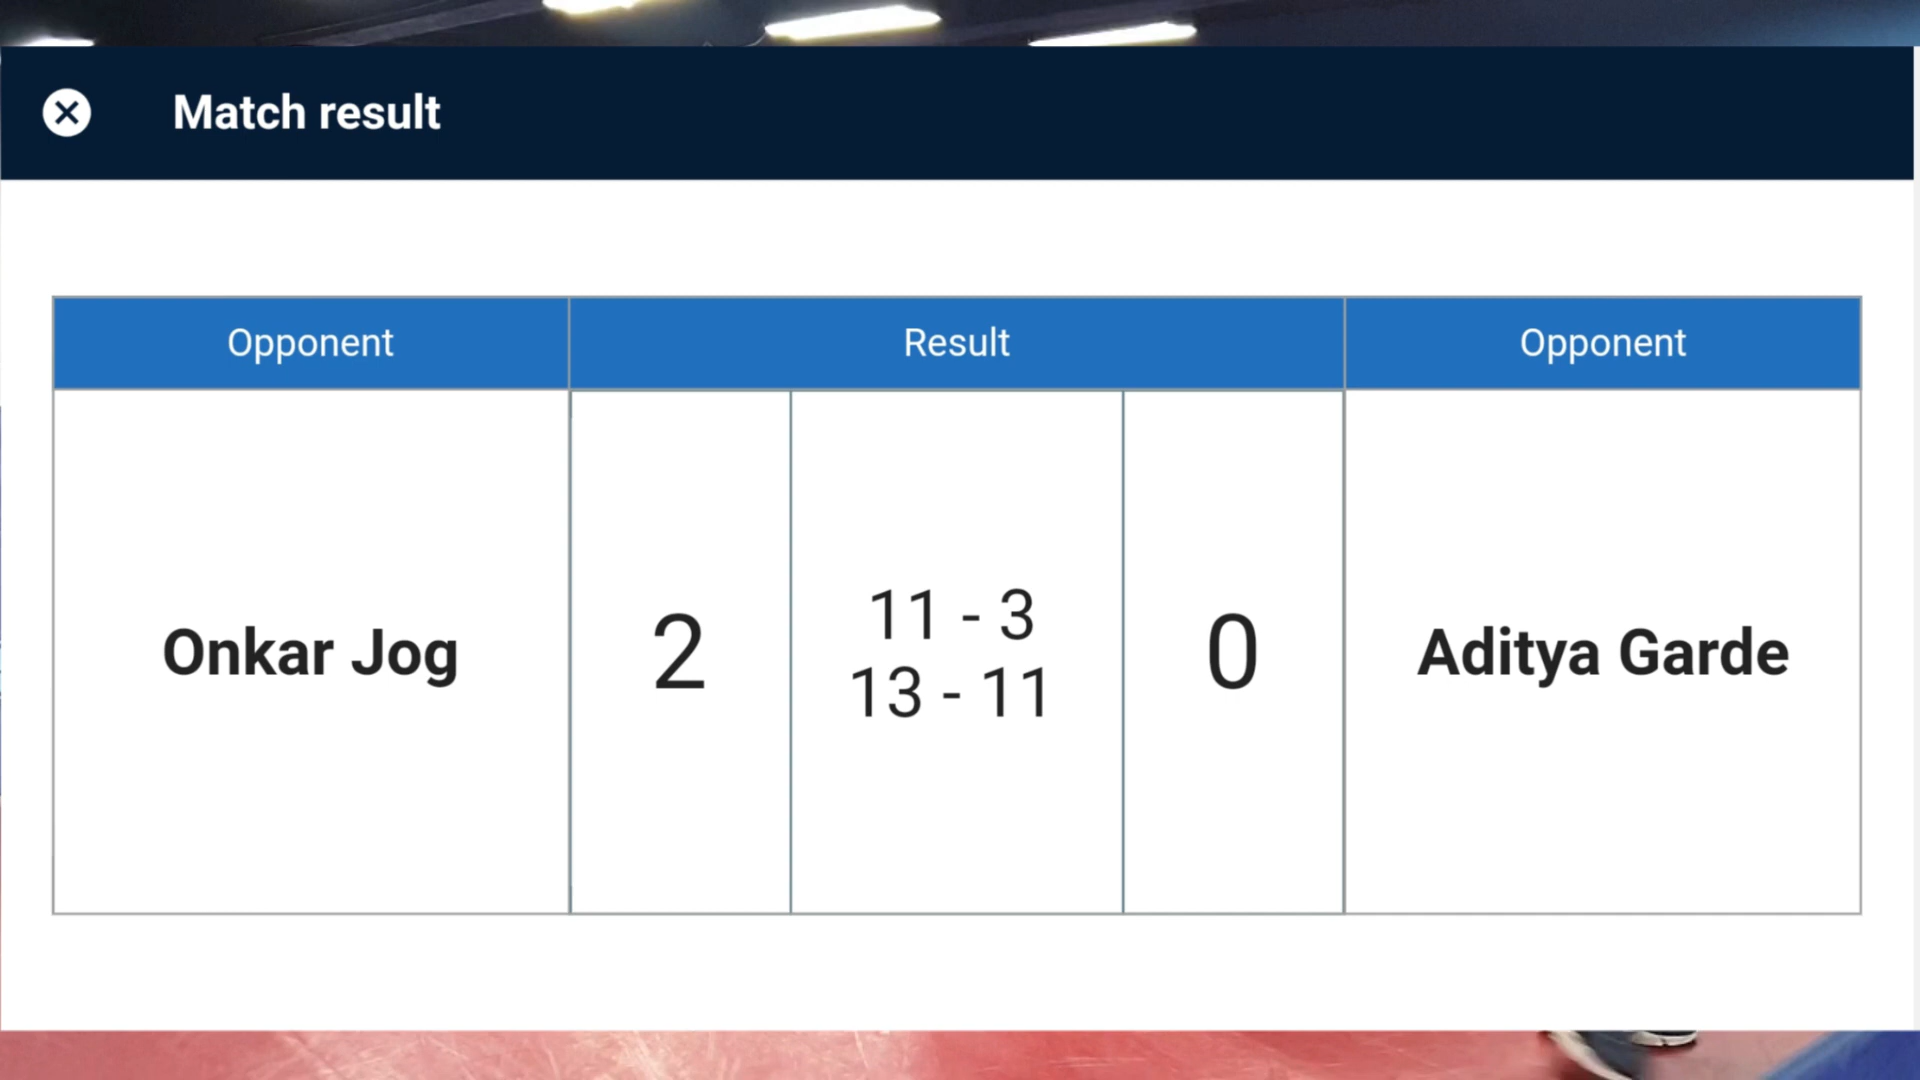 Match result
Opponent Result Opponent
11 - 3
Onkar Jog 2 0 Aditya Garde
13 - 11